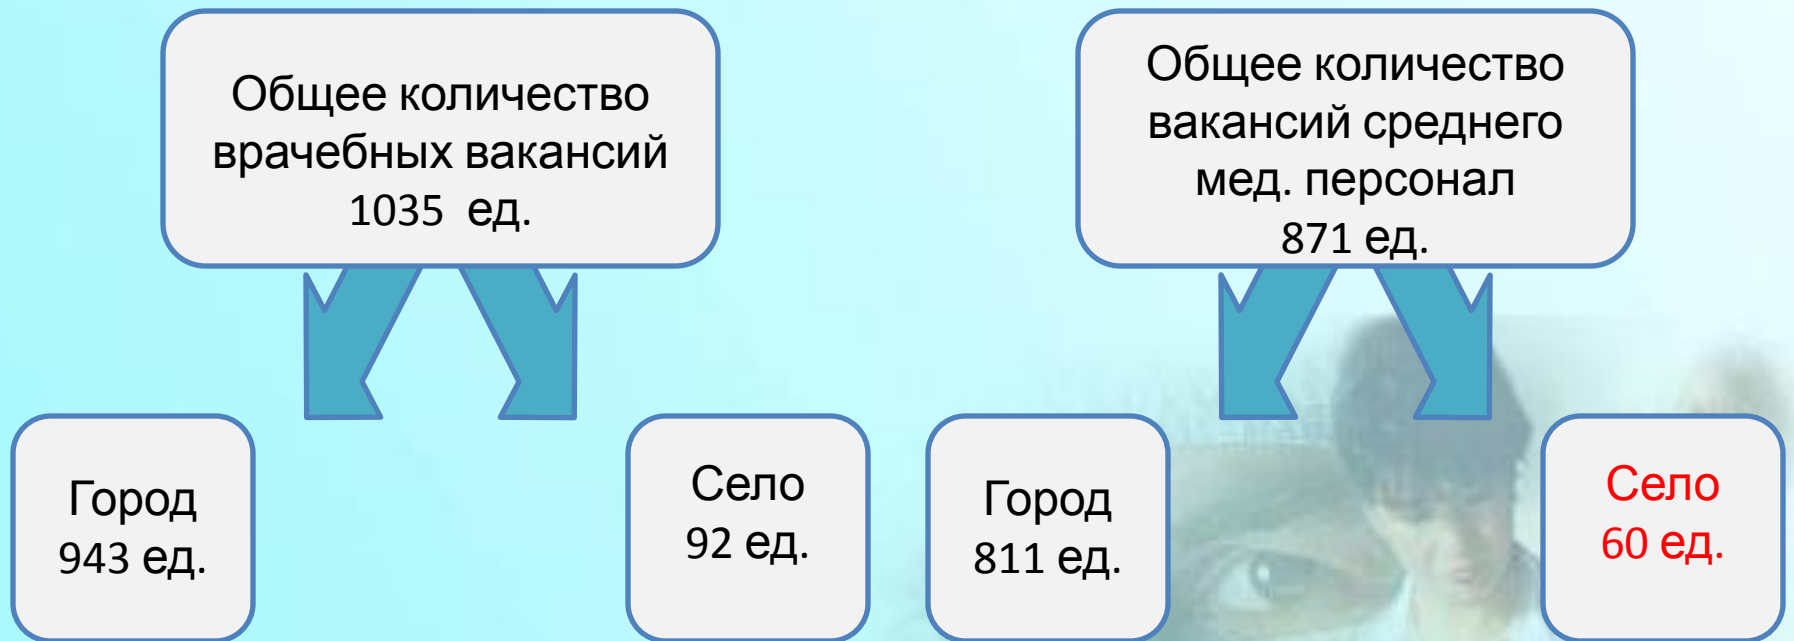 Общее количество
врачебных вакансий
1035 ед.
Общее количество
вакансий среднего
мед. персонал
871 ед.
Город
943 ед.
Село
92 ед.
Город
811 ед.
Село
60 ед.